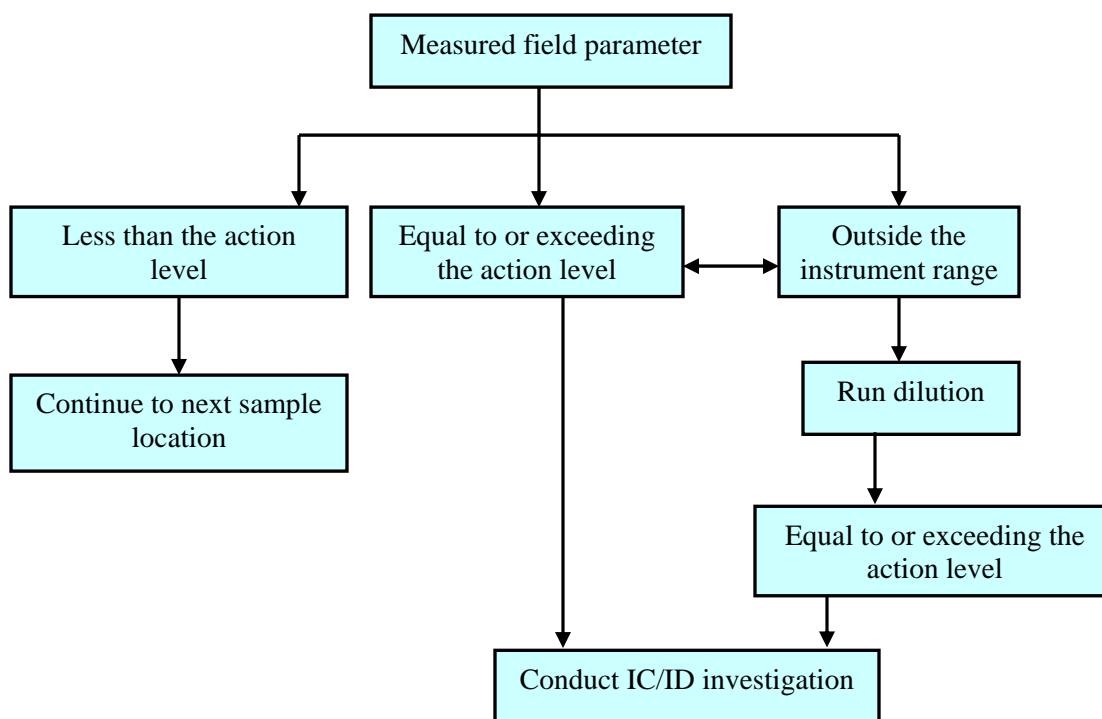 Measured field parameter
Less than the action
level
Equal to or exceeding
the action level
Outside the
instrument range
Continue to next sample
location
Run dilution
Equal to or exceeding the
action level
Conduct IC/ID investigation